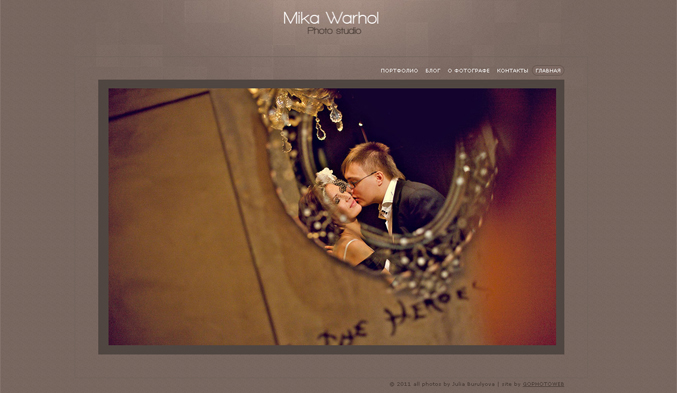 Mika Warhol
Photo studio
ПОРТФОЛИО БЛОГ О ФОТОГРАФЕ КОНТАКТЫ ГЛАВНАЯ
THE HEROES
© 2011 all photos by Julia Burulyova | site by